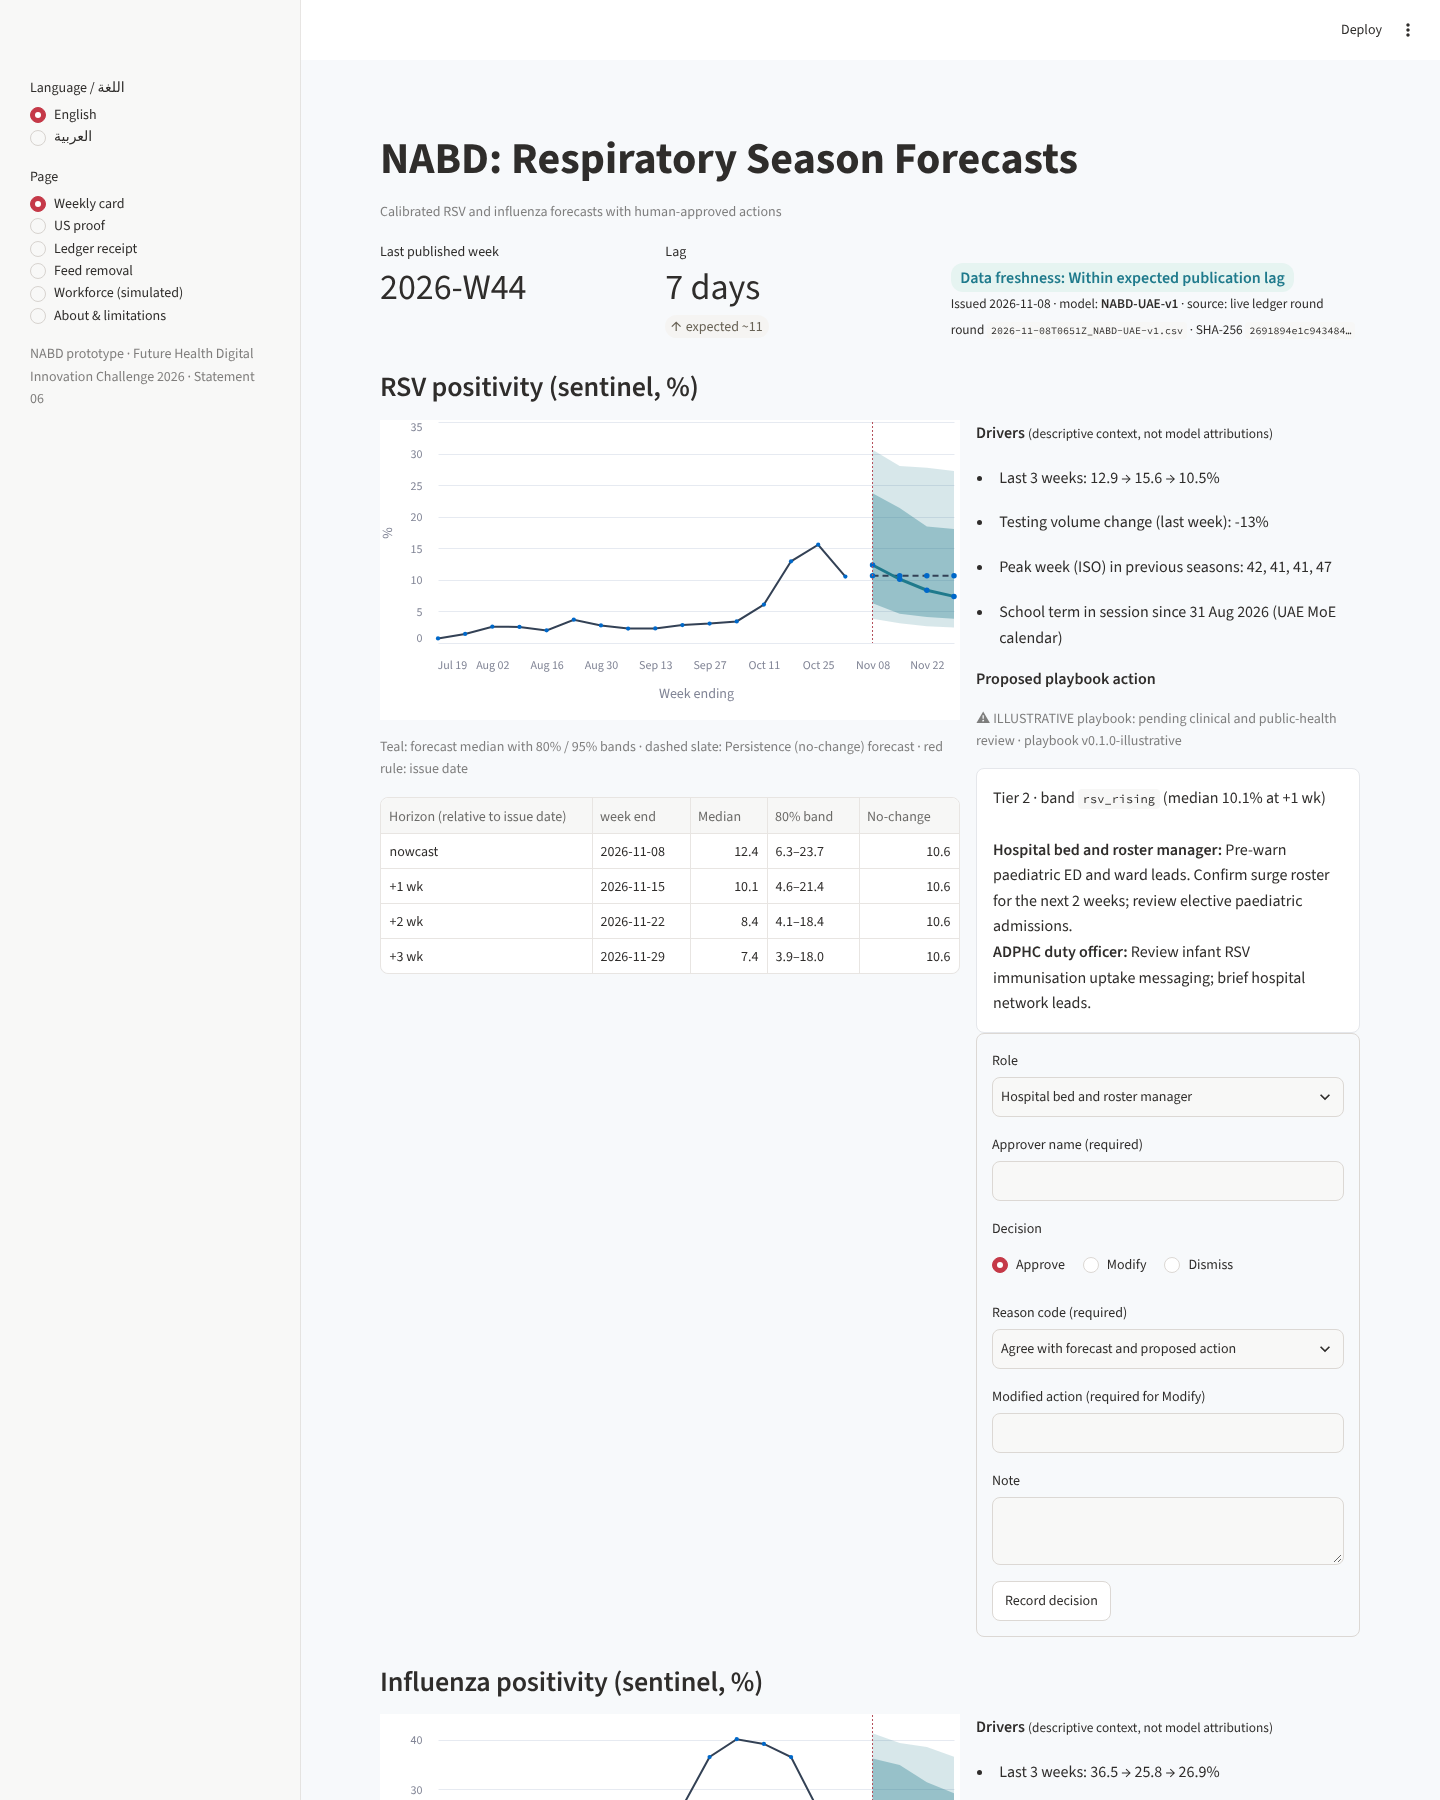 Deploy
Language / اللغة
English
العربية
Page
Weekly card
US proof
Ledger receipt
Feed removal
Workforce (simulated)
About & limitations
NABD prototype · Future Health Digital
Innovation Challenge 2026 · Statement
06
NABD: Respiratory Season Forecasts
Calibrated RSV and influenza forecasts with human-approved actions
Last published week
2026-W44
Lag
7 days
↑ expected ~11
Data freshness: Within expected publication lag
Issued 2026-11-08 · model: NABD-UAE-v1 · source: live ledger round
round 2026-11-08T0651Z_NABD-UAE-v1.csv · SHA-256 2691894e1c943484…
RSV positivity (sentinel, %)
35
30
25
20
15
10
5
0
%
Jul 19 Aug 02 Aug 16 Aug 30 Sep 13 Sep 27 Oct 11 Oct 25 Nov 08 Nov 22
Week ending
Teal: forecast median with 80% / 95% bands · dashed slate: Persistence (no-change) forecast · red
rule: issue date
Horizon (relative to issue date) week end Median 80% band No-change
nowcast 2026-11-08 12.4 6.3–23.7 10.6
+1 wk 2026-11-15 10.1 4.6–21.4 10.6
+2 wk 2026-11-22 8.4 4.1–18.4 10.6
+3 wk 2026-11-29 7.4 3.9–18.0 10.6
Drivers (descriptive context, not model attributions)
• Last 3 weeks: 12.9 → 15.6 → 10.5%
• Testing volume change (last week): -13%
• Peak week (ISO) in previous seasons: 42, 41, 41, 47
• School term in session since 31 Aug 2026 (UAE MoE
calendar)
Proposed playbook action
⚠ ILLUSTRATIVE playbook: pending clinical and public-health
review · playbook v0.1.0-illustrative
Tier 2 · band rsv_rising (median 10.1% at +1 wk)
Hospital bed and roster manager: Pre-warn
paediatric ED and ward leads. Confirm surge roster
for the next 2 weeks; review elective paediatric
admissions.
ADPHC duty officer: Review infant RSV
immunisation uptake messaging; brief hospital
network leads.
Role
Hospital bed and roster manager
Approver name (required)
Decision
Approve Modify Dismiss
Reason code (required)
Agree with forecast and proposed action
Modified action (required for Modify)
Note
Record decision
Influenza positivity (sentinel, %)
40
30
Drivers (descriptive context, not model attributions)
• Last 3 weeks: 36.5 → 25.8 → 26.9%